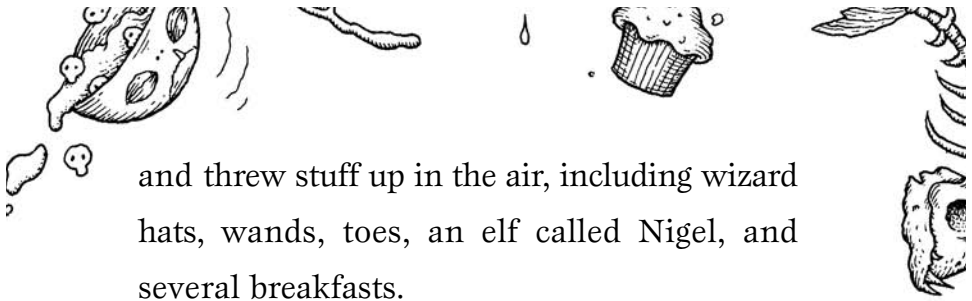 and threw stuff up in the air, including wizard
hats, wands, toes, an elf called Nigel, and
several breakfasts.